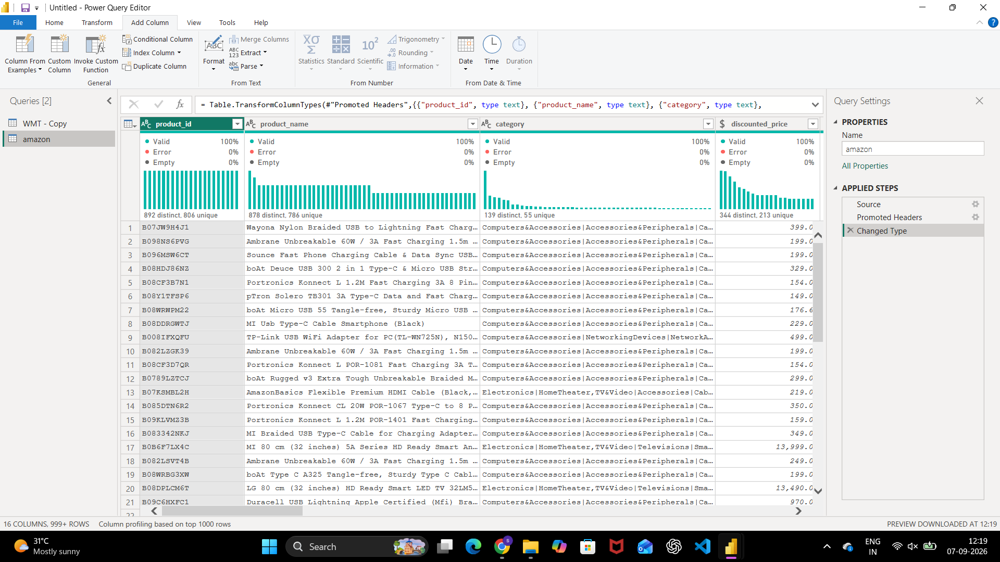 Untitled - Power Query Editor
File Home Transform Add Column View Tools Help
Column From Examples
Custom Column
Invoke Custom Function
Conditional Column
Index Column
Duplicate Column
General
Format
Merge Columns
Extract
Parse
From Text
Statistics
Standard
Scientific
Trigonometry
Rounding
Information
From Number
Date
Time
Duration
From Date & Time
Queries [2]
WMT - Copy
amazon
= Table.TransformColumnTypes(#"Promoted Headers",{{"product_id", type text}, {"product_name", type text}, {"category", type text},
product_id product_name category discounted_price
Valid 100% Valid 100% Valid 100% Valid 100%
Error 0% Error 0% Error 0% Error 0%
Empty 0% Empty 0% Empty 0% Empty 0%
892 distinct, 806 unique 878 distinct, 786 unique 139 distinct, 55 unique 344 distinct, 213 unique
1 B07JW9H4J1 Wayona Nylon Braided USB to Lightning Fast Charg... Computers&Accessories|Accessories&Peripherals|Ca... 399.0
2 B098NS6PVG Ambrane Unbreakable 60W / 3A Fast Charging 1.5m ... Computers&Accessories|Accessories&Peripherals|Ca... 199.0
3 B096MSW6CT Sounce Fast Phone Charging Cable & Data Sync USB... Computers&Accessories|Accessories&Peripherals|Ca... 199.0
4 B08HDJ86NZ boAt Deuce USB 300 2 in 1 Type-C & Micro USB Str... Computers&Accessories|Accessories&Peripherals|Ca... 329.0
5 B08CF3B7N1 Portronics Konnect L 1.2M Fast Charging 3A 8 Pin... Computers&Accessories|Accessories&Peripherals|Ca... 154.0
6 B08Y1TFSP6 pTron Solero TB301 3A Type-C Data and Fast Charg... Computers&Accessories|Accessories&Peripherals|Ca... 149.0
7 B08WRWPM22 boAt Micro USB 55 Tangle-free, Sturdy Micro USB ... Computers&Accessories|Accessories&Peripherals|Ca... 176.6
8 B08DDRGWTJ MI Usb Type-C Cable Smartphone (Black) Computers&Accessories|Accessories&Peripherals|Ca... 229.0
9 B008IFXQFU TP-Link USB WiFi Adapter for PC(TL-WN725N), N150... Computers&Accessories|NetworkingDevices|NetworkA... 499.0
10 B082LZGK39 Ambrane Unbreakable 60W / 3A Fast Charging 1.5m ... Computers&Accessories|Accessories&Peripherals|Ca... 199.0
11 B08CF3D7QR Portronics Konnect L POR-1081 Fast Charging 3A T... Computers&Accessories|Accessories&Peripherals|Ca... 154.0
12 B0789LZTCJ boAt Rugged v3 Extra Tough Unbreakable Braided M... Computers&Accessories|Accessories&Peripherals|Ca... 299.0
13 B07KSMBL2H AmazonBasics Flexible Premium HDMI Cable (Black,... Electronics|HomeTheater,TV&Video|Accessories|Cab... 219.0
14 B085DTN6R2 Portronics Konnect CL 20W POR-1067 Type-C to 8 P... Computers&Accessories|Accessories&Peripherals|Ca... 350.0
15 B09KLVMZ3B Portronics Konnect L 1.2M POR-1401 Fast Charging... Computers&Accessories|Accessories&Peripherals|Ca... 159.0
16 B083342NKJ MI Braided USB Type-C Cable for Charging Adapter... Computers&Accessories|Accessories&Peripherals|Ca... 349.0
17 B0B6F7LX4C MI 80 cm (32 inches) 5A Series HD Ready Smart An... Electronics|HomeTheater,TV&Video|Televisions|Sma... 13,999.0
18 B082LSVT4B Ambrane Unbreakable 60W / 3A Fast Charging 1.5m ... Computers&Accessories|Accessories&Peripherals|Ca... 249.0
19 B08WRBG3XW boAt Type C A325 Tangle-free, Sturdy Type C Cabl... Computers&Accessories|Accessories&Peripherals|Ca... 199.0
20 B08DPLCM6T LG 80 cm (32 inches) HD Ready Smart LED TV 32LM5... Electronics|HomeTheater,TV&Video|Televisions|Sma... 13,490.0
21 B09C6HXFC1 Duracell USB Lightning Apple Certified (Mfi) Bra... Computers&Accessories|Accessories&Peripherals|Ca... 970.0
22
Query Settings
PROPERTIES
Name
amazon
All Properties
APPLIED STEPS
Source
Promoted Headers
Changed Type
16 COLUMNS, 999+ ROWS Column profiling based on top 1000 rows PREVIEW DOWNLOADED AT 12:19
31°C
Mostly sunny
Search
ENG
IN
12:19
07-09-2026